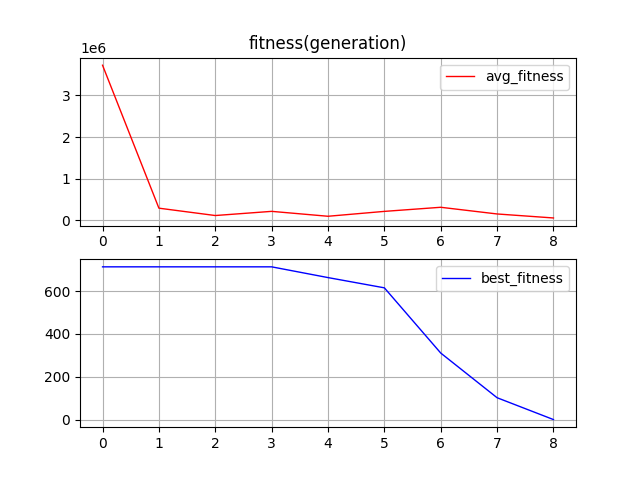 fitness(generation)
1e6
avg_fitness
3
2
1
0
0 1 2 3 4 5 6 7 8
best_fitness
600
400
200
0
0 1 2 3 4 5 6 7 8